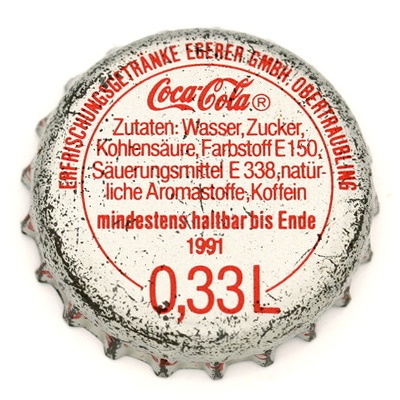 ERFRISCHUNGSGETRÄNKE EBERER GMBH OBERTRAUBLING
Coca-Cola®
Zutaten: Wasser, Zucker,
Kohlensäure, Farbstoff E 150,
Säuerungsmittel E 338, natür-
liche Aromastoffe, Koffein
mindestens haltbar bis Ende
1991
0,33 L